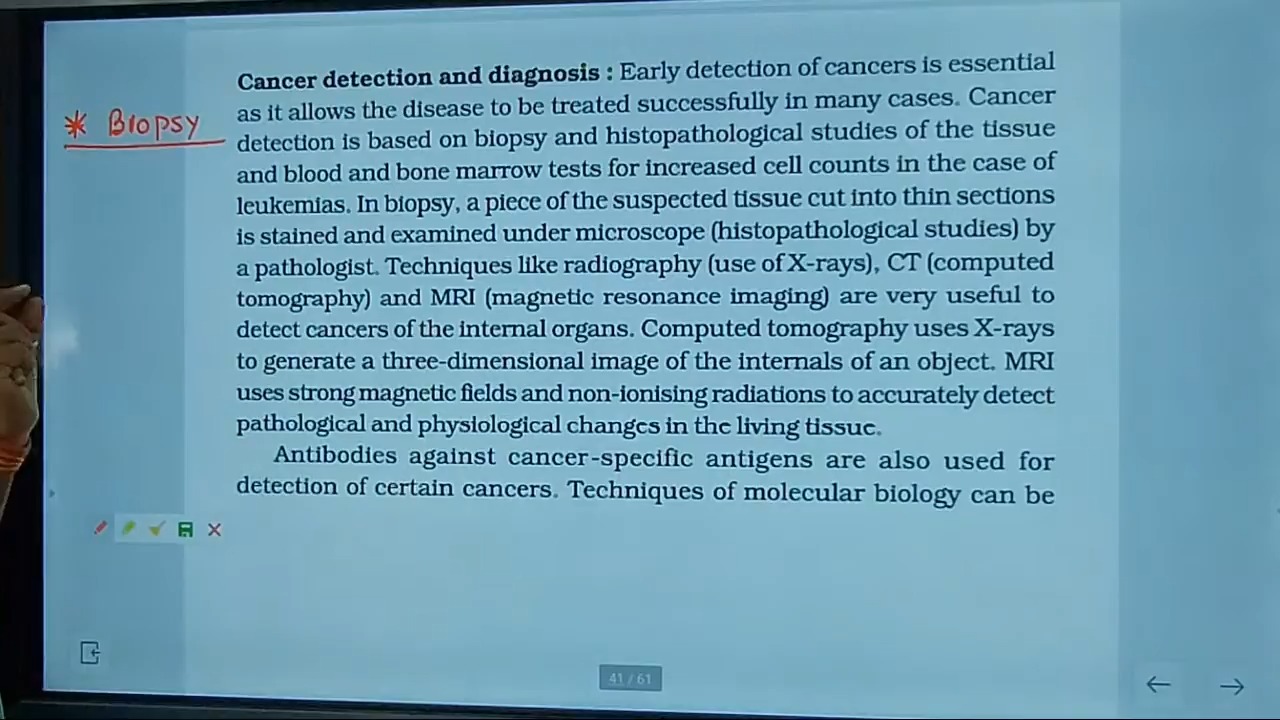 * Biopsy
Cancer detection and diagnosis : Early detection of cancers is essential
as it allows the disease to be treated successfully in many cases. Cancer
detection is based on biopsy and histopathological studies of the tissue
and blood and bone marrow tests for increased cell counts in the case of
leukemias. In biopsy, a piece of the suspected tissue cut into thin sections
is stained and examined under microscope (histopathological studies) by
a pathologist. Techniques like radiography (use of X-rays), CT (computed
tomography) and MRI (magnetic resonance imaging) are very useful to
detect cancers of the internal organs. Computed tomography uses X-rays
to generate a three-dimensional image of the internals of an object. MRI
uses strong magnetic fields and non-ionising radiations to accurately detect
pathological and physiological changes in the living tissue.
Antibodies against cancer-specific antigens are also used for
detection of certain cancers. Techniques of molecular biology can be
41 / 61